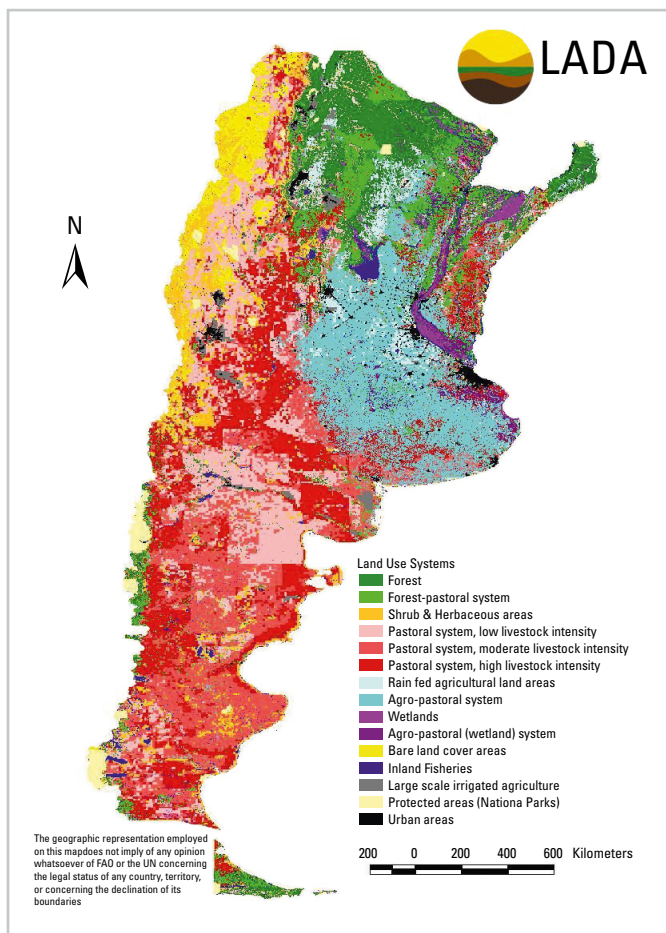 LADA
N
Land Use Systems
Forest
Forest-pastoral system
Shrub & Herbaceous areas
Pastoral system, low livestock intensity
Pastoral system, moderate livestock intensity
Pastoral system, high livestock intensity
Rain fed agricultural land areas
Agro-pastoral system
Wetlands
Agro-pastoral (wetland) system
Bare land cover areas
Inland Fisheries
Large scale irrigated agriculture
Protected areas (Nationa Parks)
Urban areas
The geographic representation employed
on this mapdoes not imply of any opinion
whatsoever of FAO or the UN concerning
the legal status of any country, territory,
or concerning the declination of its
boundaries
200 0 200 400 600 Kilometers